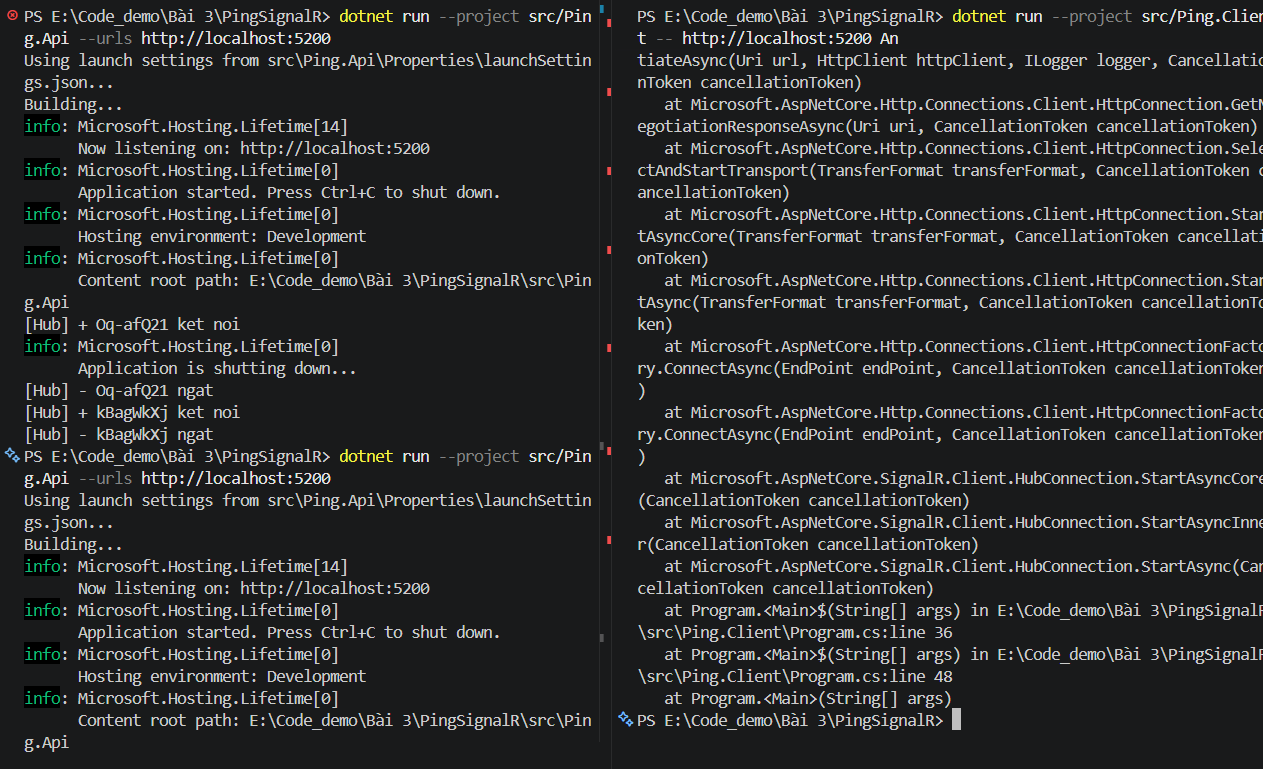 PS E:\Code_demo\Bài 3\PingSignalR> dotnet run --project src/Pin
g.Api --urls http://localhost:5200
Using launch settings from src\Ping.Api\Properties\launchSettin
gs.json...
Building...
info: Microsoft.Hosting.Lifetime[14]
Now listening on: http://localhost:5200
info: Microsoft.Hosting.Lifetime[0]
Application started. Press Ctrl+C to shut down.
info: Microsoft.Hosting.Lifetime[0]
Hosting environment: Development
info: Microsoft.Hosting.Lifetime[0]
Content root path: E:\Code_demo\Bài 3\PingSignalR\src\Pin
g.Api
[Hub] + Oq-afQ21 ket noi
info: Microsoft.Hosting.Lifetime[0]
Application is shutting down...
[Hub] - Oq-afQ21 ngat
[Hub] + kBagWkXj ket noi
[Hub] - kBagWkXj ngat
PS E:\Code_demo\Bài 3\PingSignalR> dotnet run --project src/Pin
g.Api --urls http://localhost:5200
Using launch settings from src\Ping.Api\Properties\launchSettin
gs.json...
Building...
info: Microsoft.Hosting.Lifetime[14]
Now listening on: http://localhost:5200
info: Microsoft.Hosting.Lifetime[0]
Application started. Press Ctrl+C to shut down.
info: Microsoft.Hosting.Lifetime[0]
Hosting environment: Development
info: Microsoft.Hosting.Lifetime[0]
Content root path: E:\Code_demo\Bài 3\PingSignalR\src\Pin
g.Api
PS E:\Code_demo\Bài 3\PingSignalR> dotnet run --project src/Ping.Clien
t -- http://localhost:5200 An
tiateAsync(Uri url, HttpClient httpClient, ILogger logger, Cancellatio
nToken cancellationToken)
at Microsoft.AspNetCore.Http.Connections.Client.HttpConnection.GetN
egotiationResponseAsync(Uri uri, CancellationToken cancellationToken)
at Microsoft.AspNetCore.Http.Connections.Client.HttpConnection.Sele
ctAndStartTransport(TransferFormat transferFormat, CancellationToken c
ancellationToken)
at Microsoft.AspNetCore.Http.Connections.Client.HttpConnection.Star
tAsyncCore(TransferFormat transferFormat, CancellationToken cancellati
onToken)
at Microsoft.AspNetCore.Http.Connections.Client.HttpConnection.Star
tAsync(TransferFormat transferFormat, CancellationToken cancellationTo
ken)
at Microsoft.AspNetCore.Http.Connections.Client.HttpConnectionFacto
ry.ConnectAsync(EndPoint endPoint, CancellationToken cancellationToken
)
at Microsoft.AspNetCore.Http.Connections.Client.HttpConnectionFacto
ry.ConnectAsync(EndPoint endPoint, CancellationToken cancellationToken
)
at Microsoft.AspNetCore.SignalR.Client.HubConnection.StartAsyncCore
(CancellationToken cancellationToken)
at Microsoft.AspNetCore.SignalR.Client.HubConnection.StartAsyncInne
r(CancellationToken cancellationToken)
at Microsoft.AspNetCore.SignalR.Client.HubConnection.StartAsync(Can
cellationToken cancellationToken)
at Program.<Main>$(String[] args) in E:\Code_demo\Bài 3\PingSignalR
\src\Ping.Client\Program.cs:line 36
at Program.<Main>$(String[] args) in E:\Code_demo\Bài 3\PingSignalR
\src\Ping.Client\Program.cs:line 48
at Program.<Main>(String[] args)
PS E:\Code_demo\Bài 3\PingSignalR>